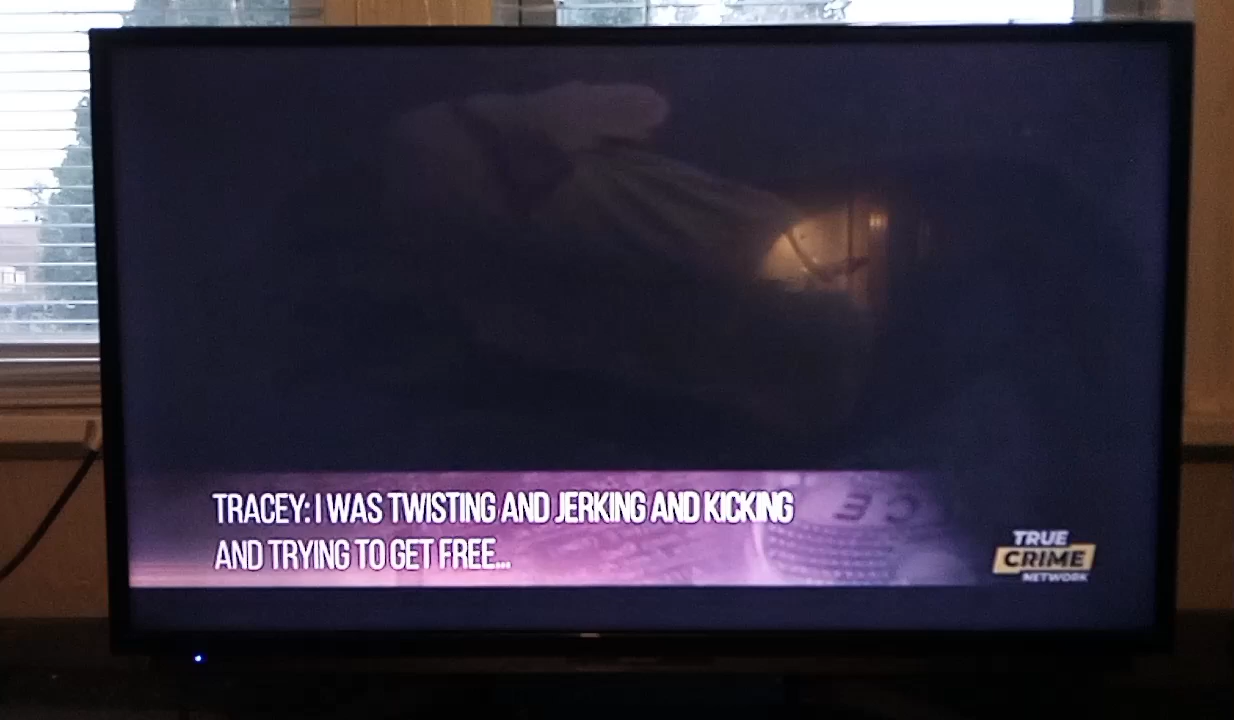 TRACEY: I WAS TWISTING AND JERKING AND KICKING
AND TRYING TO GET FREE...
TRUE
CRIME
NETWORK